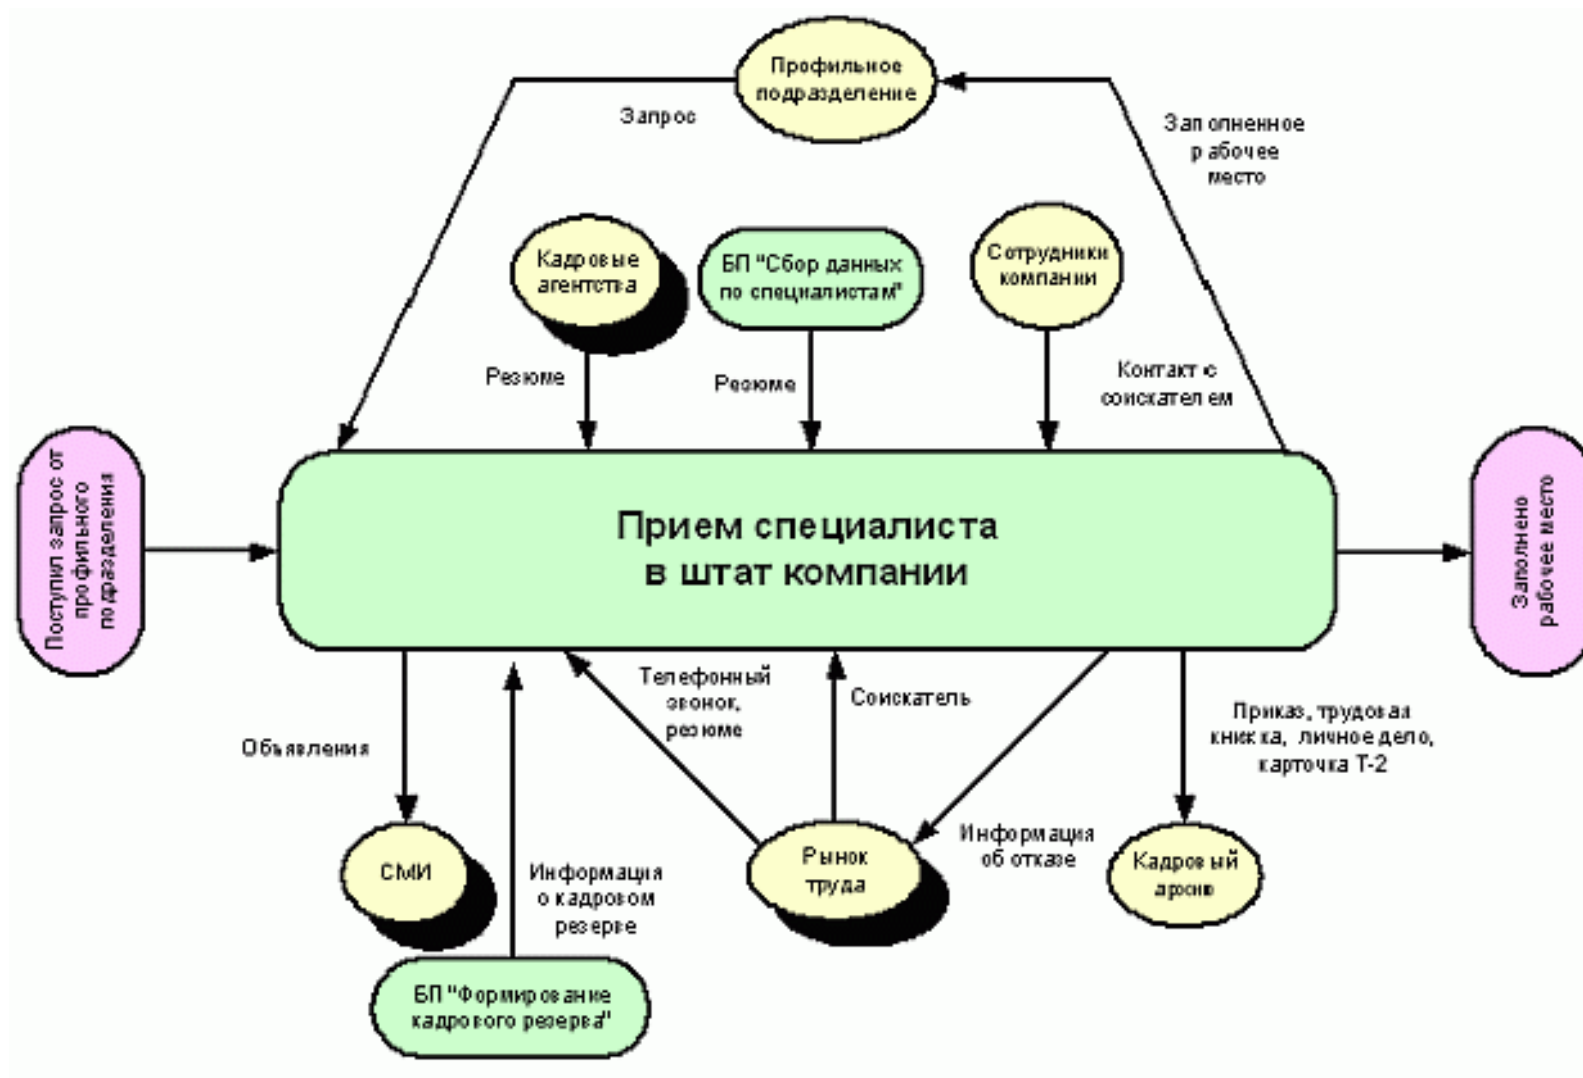 Профильное
подразделение
Запрос
Заполненное
рабочее
место
Кадровые
агентства
БП "Сбор данных
по специалистам"
Сотрудники
компании
Резюме
Резюме
Контакт с
соискателем
Поступил запрос от
профильного
подразделения
Прием специалиста
в штат компании
Заполнено
рабочее место
Телефонный
звонок,
резюме
Соискатель
Объявления
Приказ, трудовая
книжка, личное дело,
карточка Т-2
СМИ
Информация
о кадровом
резерве
Рынок
труда
Информация
об отказе
Кадровый
архив
БП "Формирование
кадрового резерва"